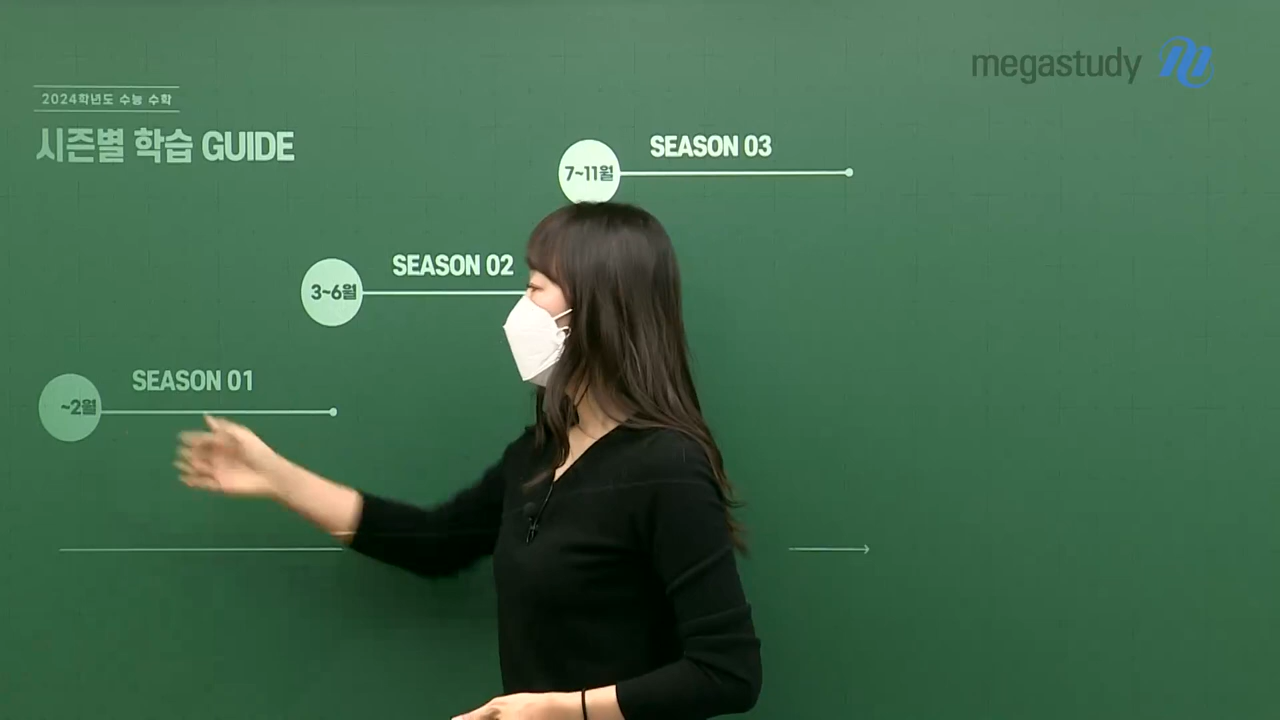 megastudy
2024학년도 수능 수학
시즌별 학습 GUIDE
7~11월
SEASON 03
3~6월
SEASON 02
~2월
SEASON 01